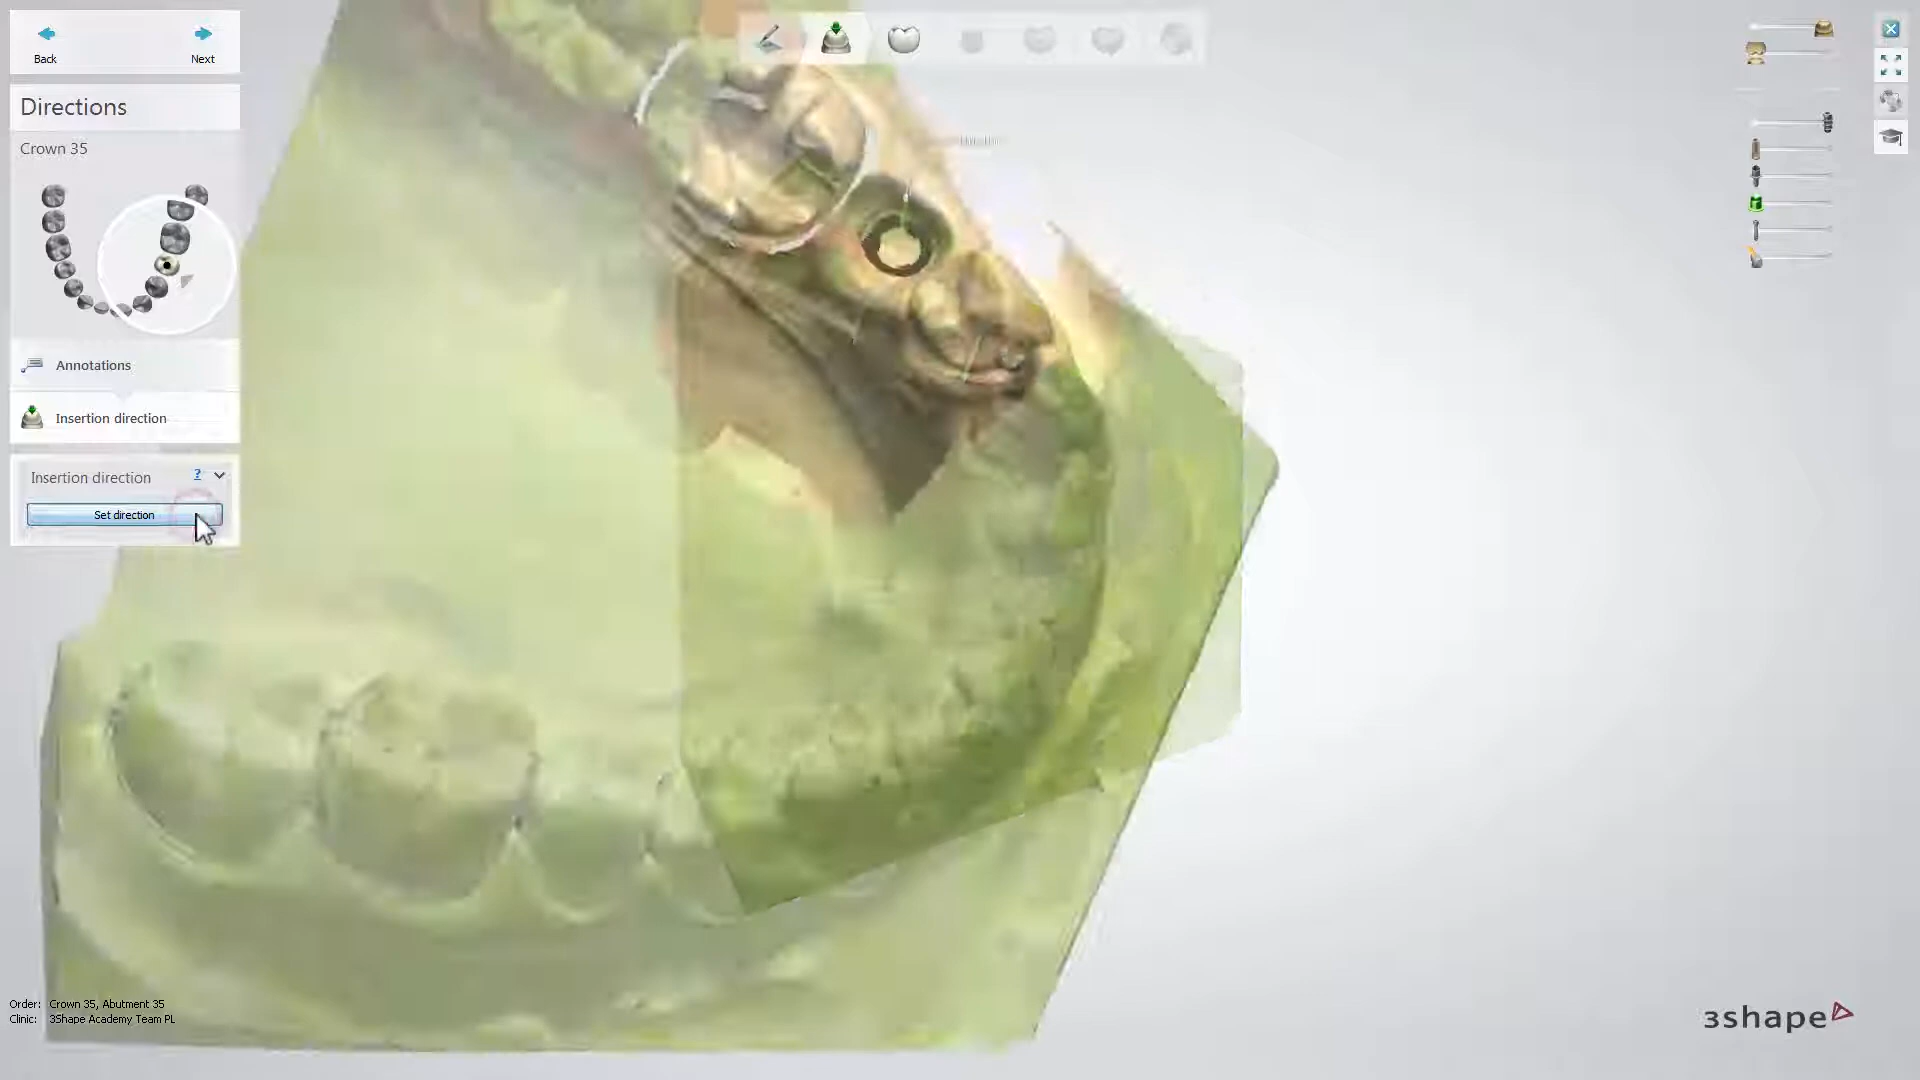 Back
Next
Directions
Crown 35
Annotations
Insertion direction
Insertion direction ?
Set direction
Order: Crown 35, Abutment 35
Clinic: 3Shape Academy Team PL
3shape